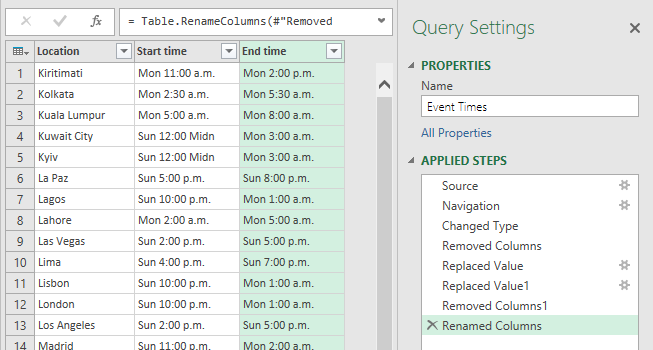 = Table.RenameColumns(#"Removed
Location Start time End time
1 Kiritimati Mon 11:00 a.m. Mon 2:00 p.m.
2 Kolkata Mon 2:30 a.m. Mon 5:30 a.m.
3 Kuala Lumpur Mon 5:00 a.m. Mon 8:00 a.m.
4 Kuwait City Sun 12:00 Midn Mon 3:00 a.m.
5 Kyiv Sun 12:00 Midn Mon 3:00 a.m.
6 La Paz Sun 5:00 p.m. Sun 8:00 p.m.
7 Lagos Sun 10:00 p.m. Mon 1:00 a.m.
8 Lahore Mon 2:00 a.m. Mon 5:00 a.m.
9 Las Vegas Sun 2:00 p.m. Sun 5:00 p.m.
10 Lima Sun 4:00 p.m. Sun 7:00 p.m.
11 Lisbon Sun 10:00 p.m. Mon 1:00 a.m.
12 London Sun 10:00 p.m. Mon 1:00 a.m.
13 Los Angeles Sun 2:00 p.m. Sun 5:00 p.m.
14 Madrid Sun 11:00 p.m. Mon 2:00 a.m.
Query Settings
PROPERTIES
Name
Event Times
All Properties
APPLIED STEPS
Source
Navigation
Changed Type
Removed Columns
Replaced Value
Replaced Value1
Removed Columns1
Renamed Columns